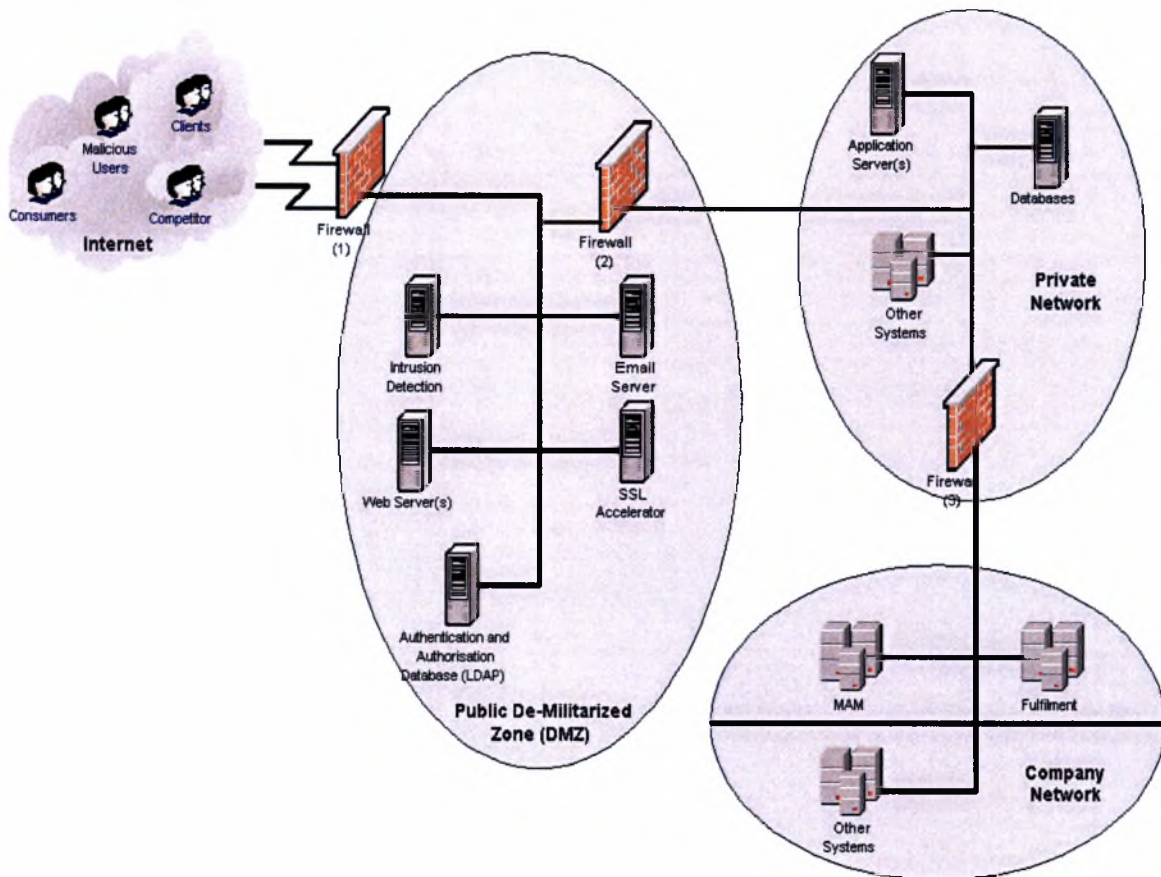 Clients
Malicious
Users
Consumers
Competitor
Internet
Firewall
(1)
Firewall
(2)
Intrusion
Detection
Email
Server
Web Server(s)
SSL
Accelerator
Authentication and
Authorisation
Database (LDAP)
Public De-Militarized
Zone (DMZ)
Application
Server(s)
Databases
Other
Systems
Private
Network
Firewall
(3)
MAM
Fulfilment
Other
Systems
Company
Network